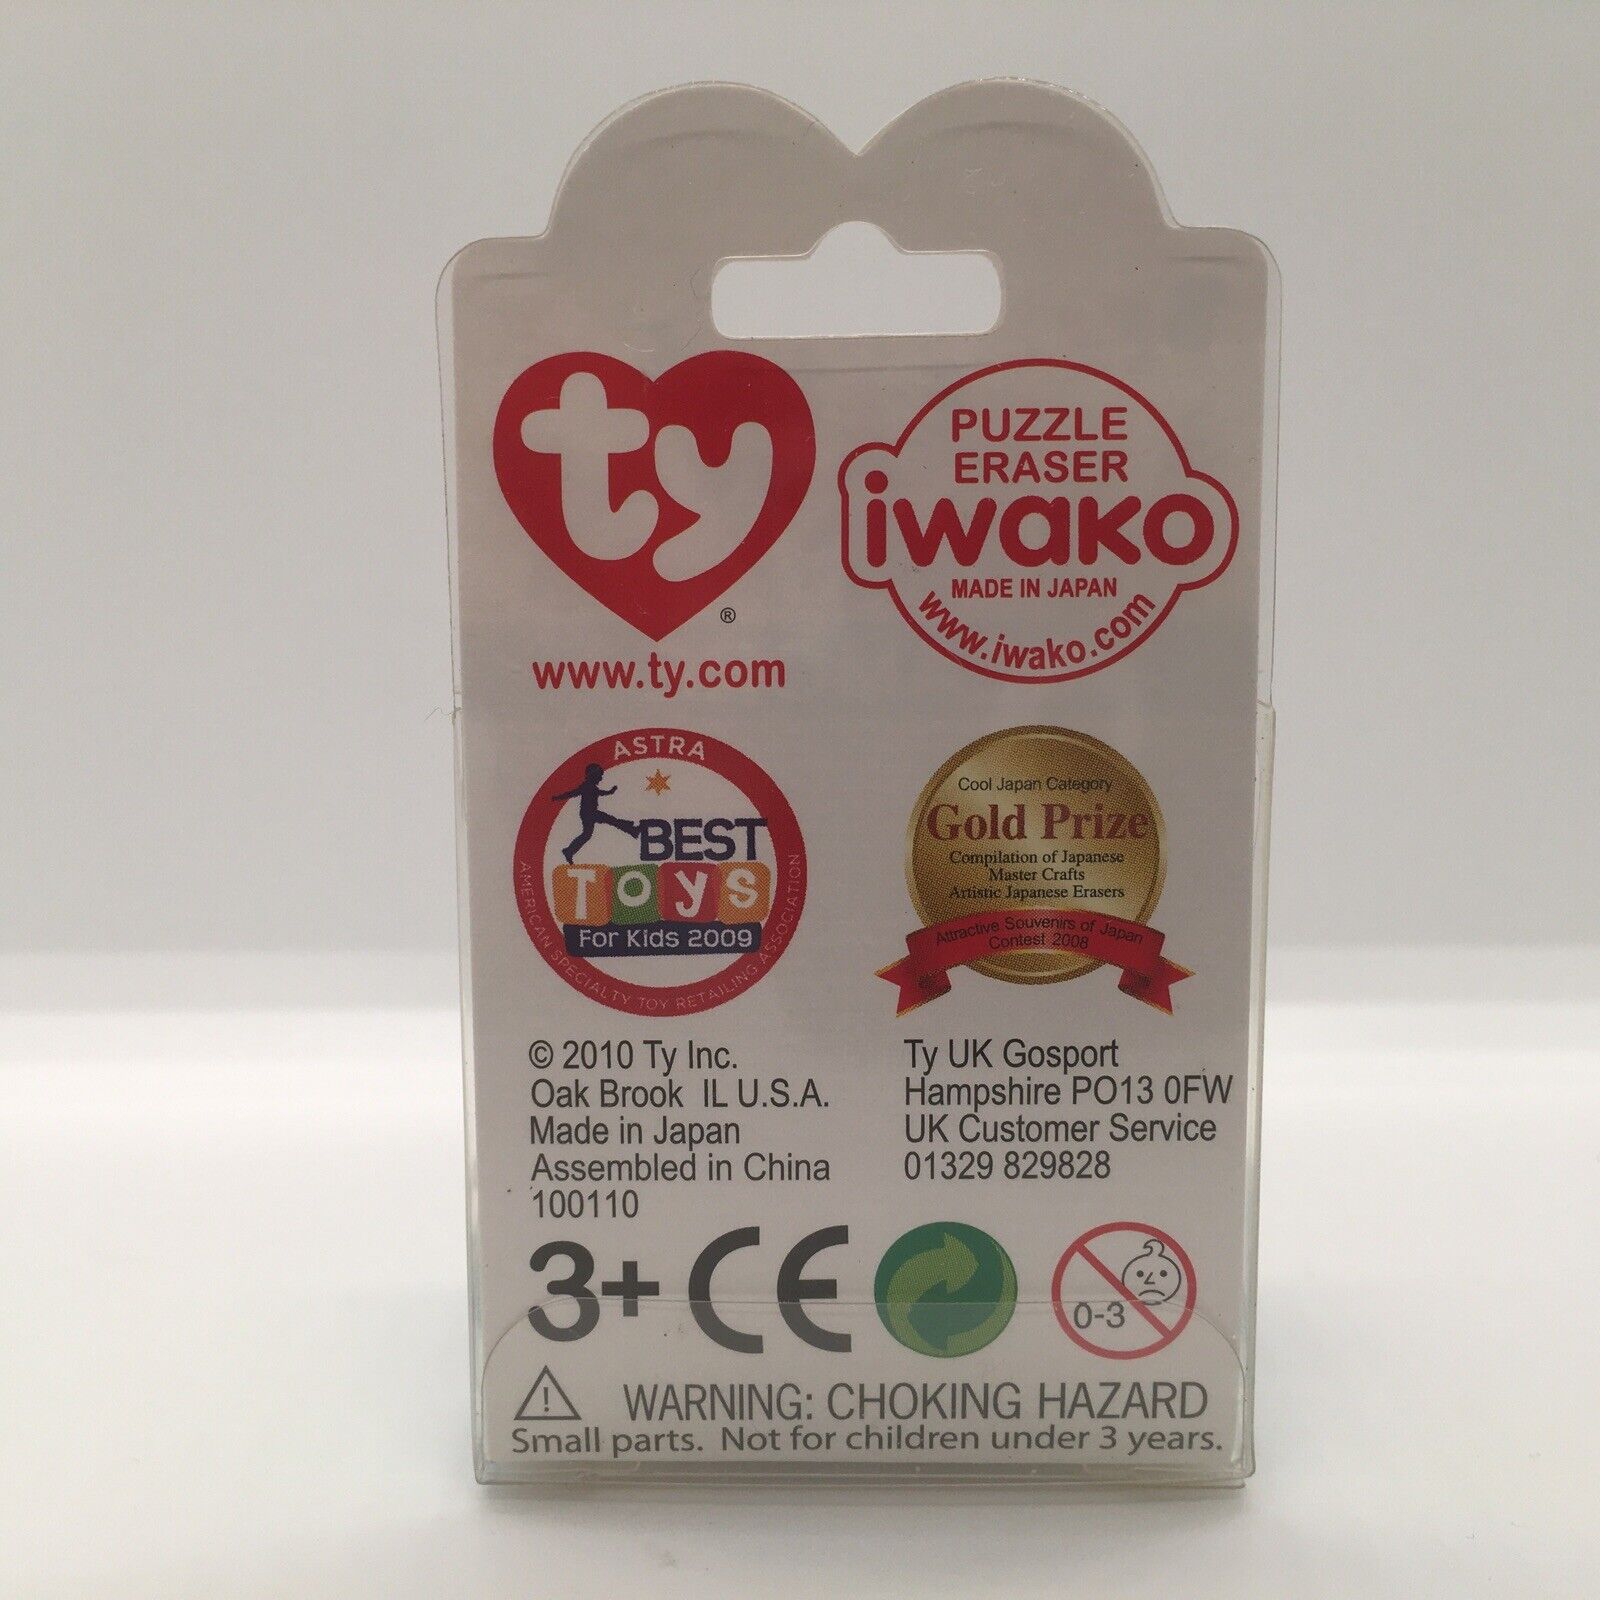 ty
®
www.ty.com
PUZZLE
ERASER
iwako
MADE IN JAPAN
www.iwako.com
ASTRA
BEST
TOYS
For Kids 2009
AMERICAN SPECIALTY TOY RETAILING ASSOCIATION
Cool Japan Category
Gold Prize
Compilation of Japanese
Master Crafts
Artistic Japanese Erasers
Attractive Souvenirs of Japan
Contest 2008
© 2010 Ty Inc.
Oak Brook IL U.S.A.
Made in Japan
Assembled in China
100110
Ty UK Gosport
Hampshire PO13 0FW
UK Customer Service
01329 829828
3+ CE
0-3
WARNING: CHOKING HAZARD
Small parts. Not for children under 3 years.